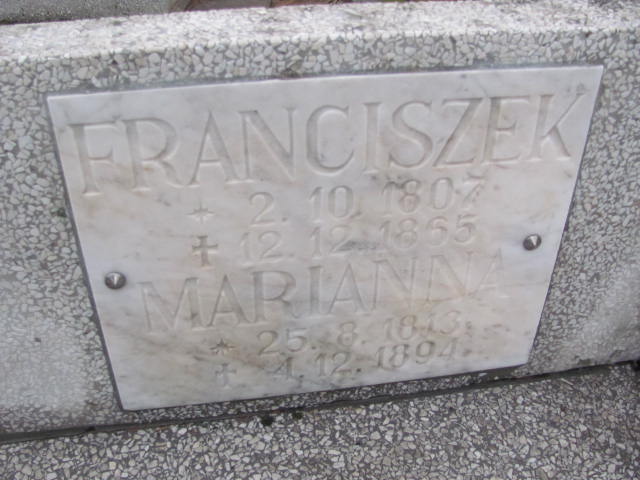 FRANCISZEK
* 2. 10. 1807
✝ 12. 12. 1865
MARIANNA
* 25. 8. 1813.
✝ 4. 12. 1894.